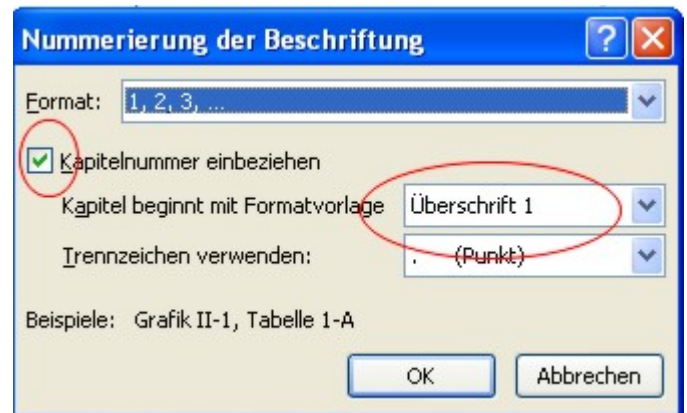 Nummerierung der Beschriftung
Format: 1, 2, 3, ...
Kapitelnummer einbeziehen
Kapitel beginnt mit Formatvorlage Überschrift 1
Trennzeichen verwenden: . (Punkt)
Beispiele: Grafik II-1, Tabelle 1-A
OK Abbrechen